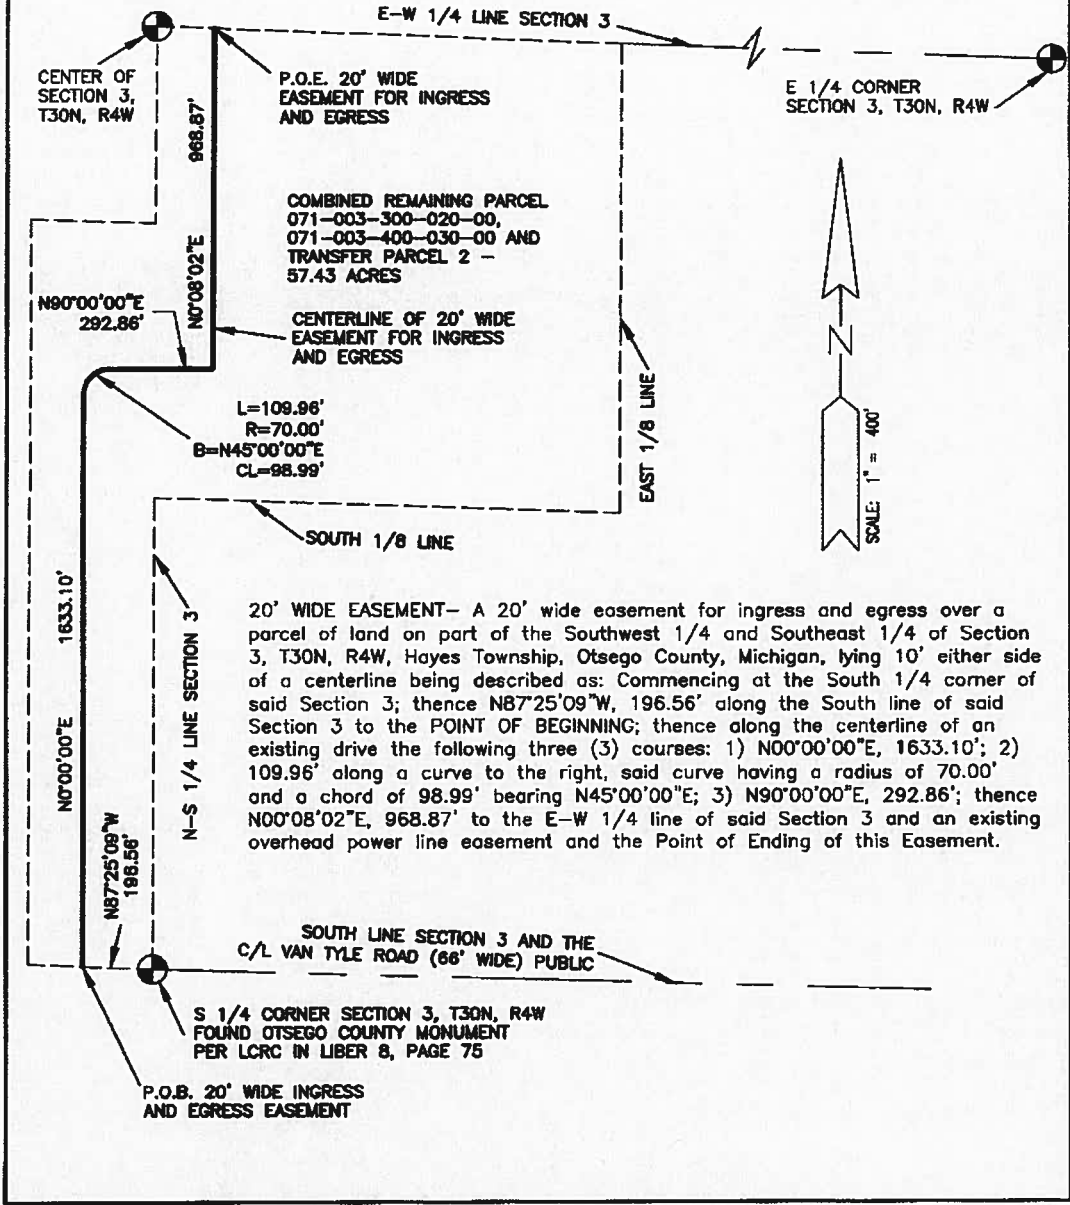 E-W 1/4 LINE SECTION 3
CENTER OF
SECTION 3,
T30N, R4W
P.O.E. 20' WIDE
EASEMENT FOR INGRESS
AND EGRESS
E 1/4 CORNER
SECTION 3, T30N, R4W
968.87'
N0°08'02"E
COMBINED REMAINING PARCEL
071-003-300-020-00,
071-003-400-030-00 AND
TRANSFER PARCEL 2 -
57.43 ACRES
N90°00'00"E
292.86'
CENTERLINE OF 20' WIDE
EASEMENT FOR INGRESS
AND EGRESS
N
SCALE: 1" = 400'
EAST 1/8 LINE
L=109.96'
R=70.00'
B=N45°00'00"E
CL=98.99'
SOUTH 1/8 LINE
1633.10'
N0°00'00"E
N-S 1/4 LINE SECTION 3
20' WIDE EASEMENT- A 20' wide easement for ingress and egress over a
parcel of land on part of the Southwest 1/4 and Southeast 1/4 of Section
3, T30N, R4W, Hayes Township, Otsego County, Michigan, lying 10' either side
of a centerline being described as: Commencing at the South 1/4 corner of
said Section 3; thence N87°25'09"W, 196.56' along the South line of said
Section 3 to the POINT OF BEGINNING; thence along the centerline of an
existing drive the following three (3) courses: 1) N00°00'00"E, 1633.10'; 2)
109.96' along a curve to the right, said curve having a radius of 70.00'
and a chord of 98.99' bearing N45°00'00"E; 3) N90°00'00"E, 292.86'; thence
N00°08'02"E, 968.87' to the E-W 1/4 line of said Section 3 and an existing
overhead power line easement and the Point of Ending of this Easement.
N87°25'09"W
196.56'
SOUTH LINE SECTION 3 AND THE
C/L VAN TYLE ROAD (66' WIDE) PUBLIC
S 1/4 CORNER SECTION 3, T30N, R4W
FOUND OTSEGO COUNTY MONUMENT
PER LCRC IN LIBER 8, PAGE 75
P.O.B. 20' WIDE INGRESS
AND EGRESS EASEMENT